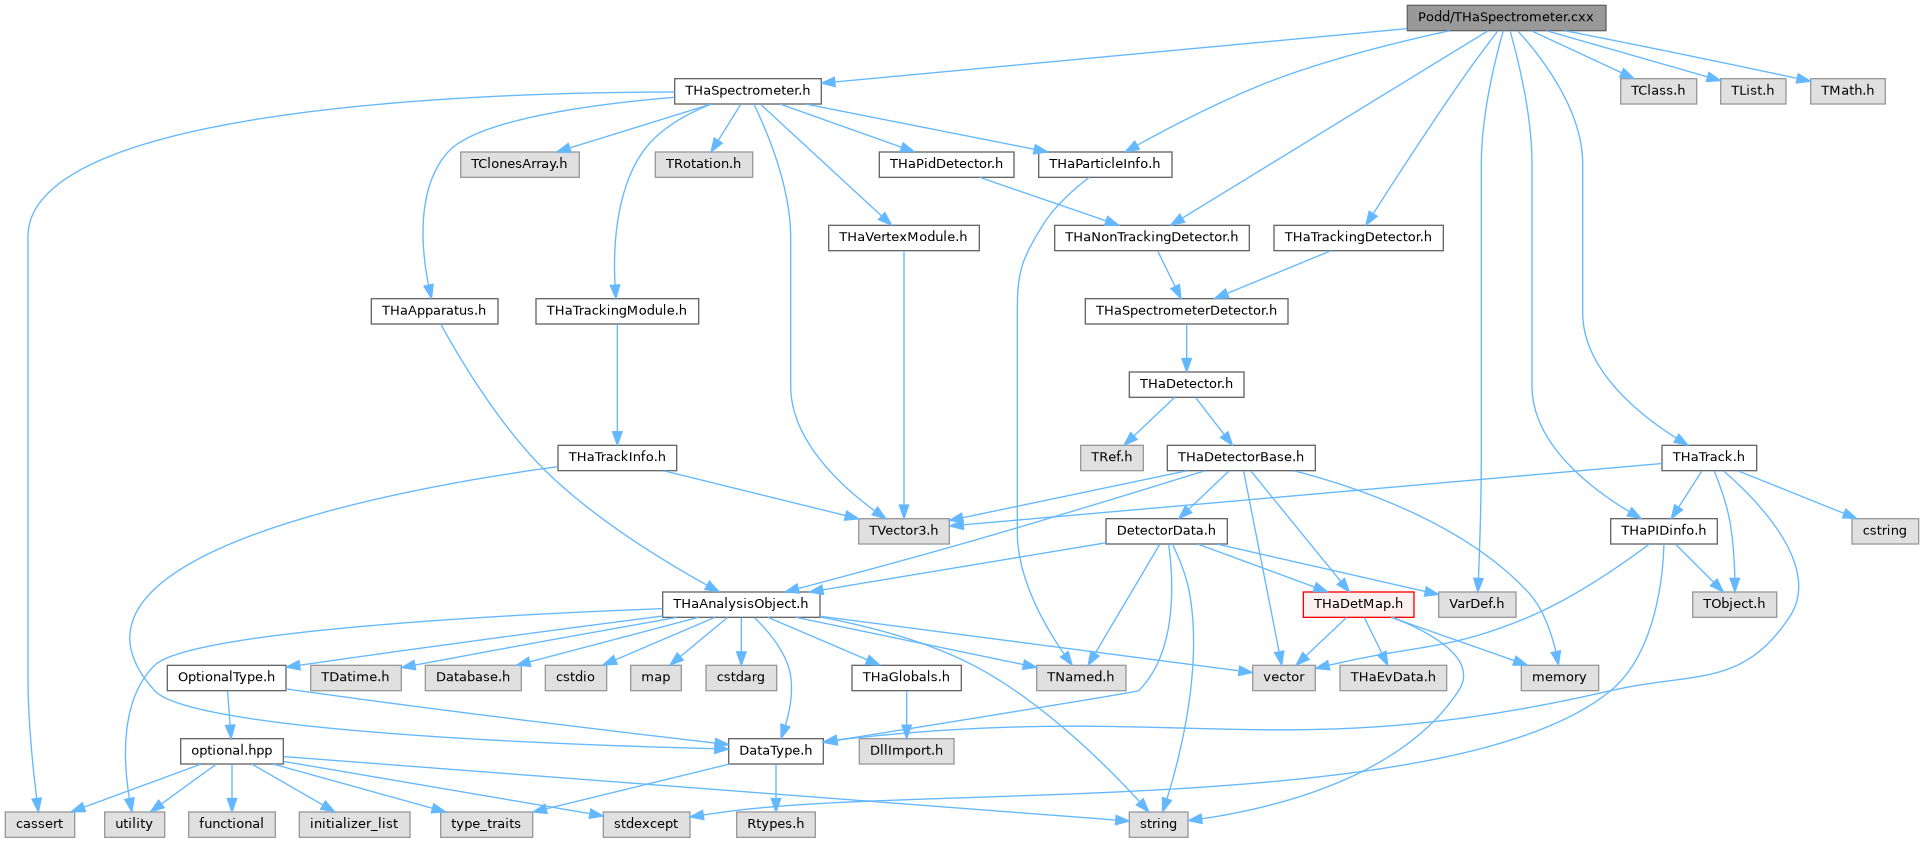 Podd/THaSpectrometer.cxx
THaSpectrometer.h
TClass.h
TList.h
TMath.h
TClonesArray.h
TRotation.h
THaPidDetector.h
THaParticleInfo.h
THaVertexModule.h
THaNonTrackingDetector.h
THaTrackingDetector.h
THaApparatus.h
THaTrackingModule.h
THaSpectrometerDetector.h
THaDetector.h
THaTrackInfo.h
TRef.h
THaDetectorBase.h
THaTrack.h
TVector3.h
DetectorData.h
THaPIDinfo.h
cstring
THaAnalysisObject.h
THaDetMap.h
VarDef.h
TObject.h
OptionalType.h
TDatime.h
Database.h
cstdio
map
cstdarg
THaGlobals.h
TNamed.h
vector
THaEvData.h
memory
optional.hpp
DataType.h
DllImport.h
cassert
utility
functional
initializer_list
type_traits
stdexcept
Rtypes.h
string